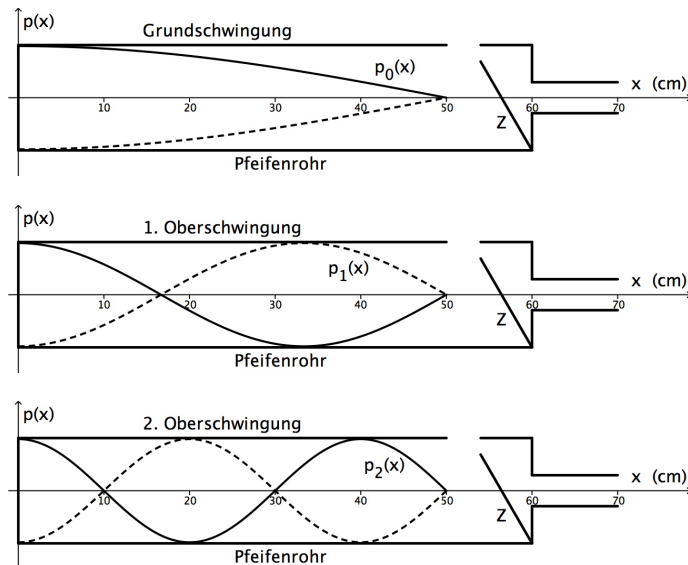 p(x)
Grundschwingung
p0(x)
x (cm)
10 20 30 40 50 60 70
Z
Pfeifenrohr
p(x)
1. Oberschwingung
p1(x)
x (cm)
10 20 30 40 50 60 70
Z
Pfeifenrohr
p(x)
2. Oberschwingung
p2(x)
x (cm)
10 20 30 40 50 60 70
Z
Pfeifenrohr